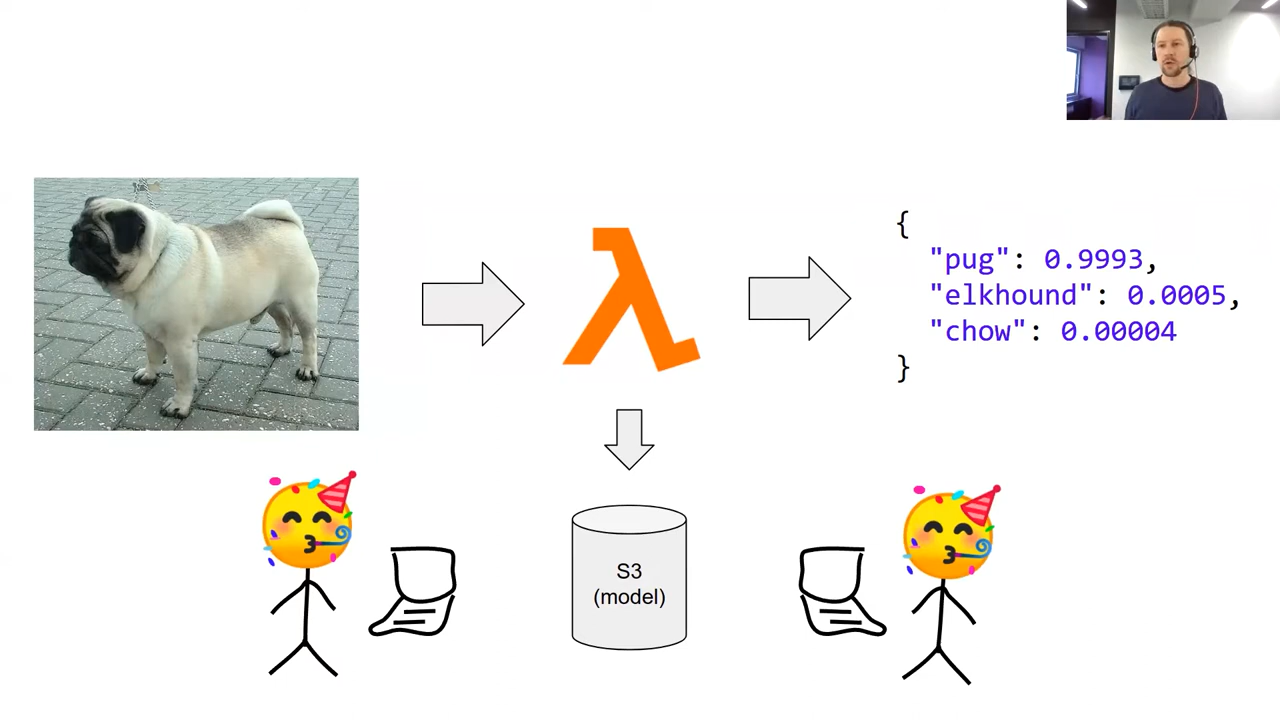 {
"pug": 0.9993,
"elkhound": 0.0005,
"chow": 0.00004
}
S3
(model)